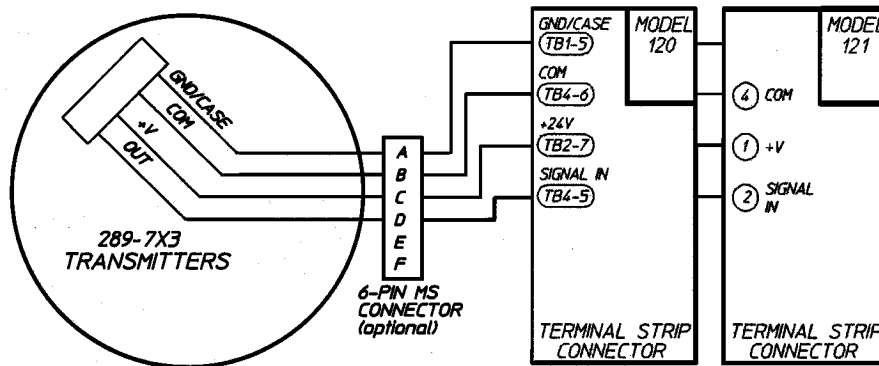 GND/CASE
COM
+V
OUT
289-7X3
TRANSMITTERS
A
B
C
D
E
F
6-PIN MS
CONNECTOR
(optional)
GND/CASE
TB1-5
COM
TB4-6
+24V
TB2-7
SIGNAL IN
TB4-5
MODEL
120
TERMINAL STRIP
CONNECTOR
MODEL
121
4 COM
1 +V
2 SIGNAL
IN
TERMINAL STRIP
CONNECTOR